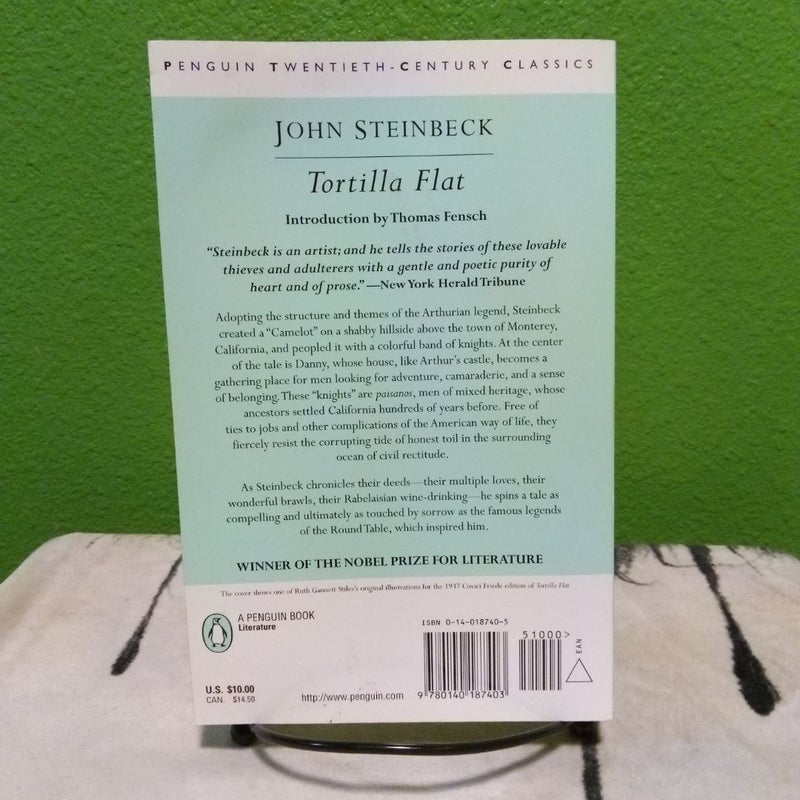 PENGUIN TWENTIETH-CENTURY CLASSICS
JOHN STEINBECK
Tortilla Flat
Introduction by Thomas Fensch
“Steinbeck is an artist; and he tells the stories of these lovable
thieves and adulterers with a gentle and poetic purity of
heart and of prose.”—New York Herald Tribune
Adopting the structure and themes of the Arthurian legend, Steinbeck
created a “Camelot” on a shabby hillside above the town of Monterey,
California, and peopled it with a colorful band of knights. At the center
of the tale is Danny, whose house, like Arthur’s castle, becomes a
gathering place for men looking for adventure, camaraderie, and a sense
of belonging. These “knights” are paisanos, men of mixed heritage, whose
ancestors settled California hundreds of years before. Free of
ties to jobs and other complications of the American way of life, they
fiercely resist the corrupting tide of honest toil in the surrounding
ocean of civil rectitude.
As Steinbeck chronicles their deeds—their multiple loves, their
wonderful brawls, their Rabelaisian wine-drinking—he spins a tale as
compelling and ultimately as touched by sorrow as the famous legends
of the Round Table, which inspired him.
WINNER OF THE NOBEL PRIZE FOR LITERATURE
The cover shows one of Ruth Gannett Stiles’s original illustrations for the 1937 Covici Friede edition of Tortilla Flat.
A PENGUIN BOOK
Literature
ISBN 0-14-018740-5
51000>
EAN
U.S. $10.00
CAN. $14.50
http://www.penguin.com
9 780140 187403